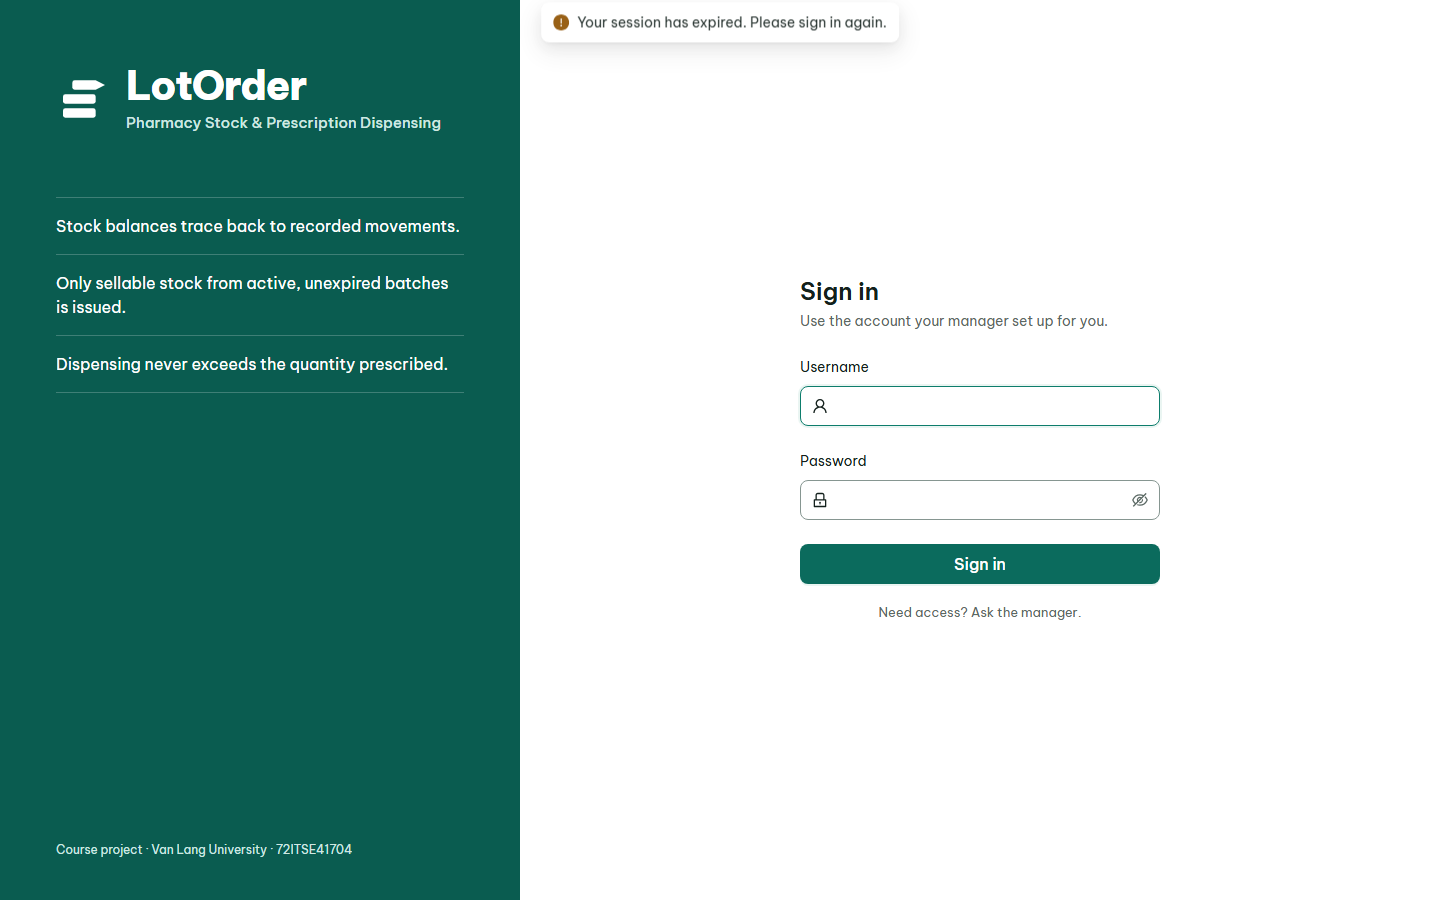 Your session has expired. Please sign in again.
LotOrder
Pharmacy Stock & Prescription Dispensing
Stock balances trace back to recorded movements.
Only sellable stock from active, unexpired batches
is issued.
Dispensing never exceeds the quantity prescribed.
Course project · Van Lang University · 72ITSE41704
Sign in
Use the account your manager set up for you.
Username
Password
Sign in
Need access? Ask the manager.